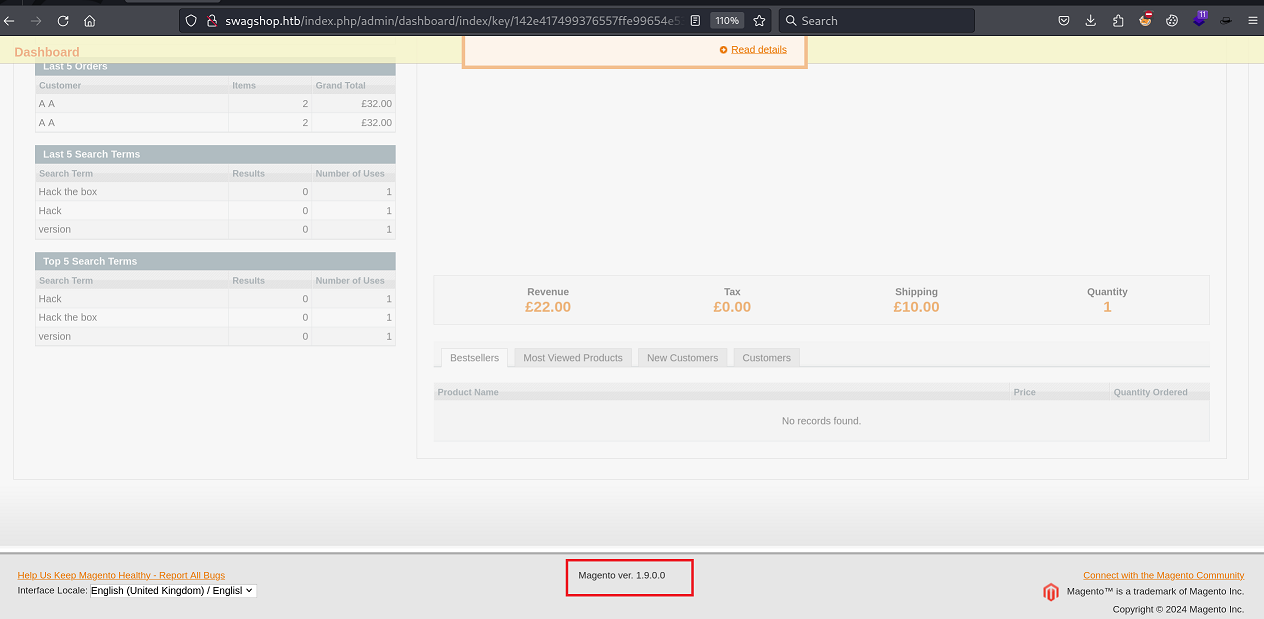 swagshop.htb/index.php/admin/dashboard/index/key/142e417499376557ffe99654e5
110%
Search
11
Dashboard
Read details
Last 5 Orders
Customer Items Grand Total
A A 2 £32.00
A A 2 £32.00
Last 5 Search Terms
Search Term Results Number of Uses
Hack the box 0 1
Hack 0 1
version 0 1
Top 5 Search Terms
Search Term Results Number of Uses
Hack 0 1
Hack the box 0 1
version 0 1
Revenue Tax Shipping Quantity
£22.00 £0.00 £10.00 1
Bestsellers Most Viewed Products New Customers Customers
Product Name Price Quantity Ordered
No records found.
Help Us Keep Magento Healthy - Report All Bugs
Interface Locale: English (United Kingdom) / Englisl
Magento ver. 1.9.0.0
Connect with the Magento Community
Magento™ is a trademark of Magento Inc.
Copyright © 2024 Magento Inc.